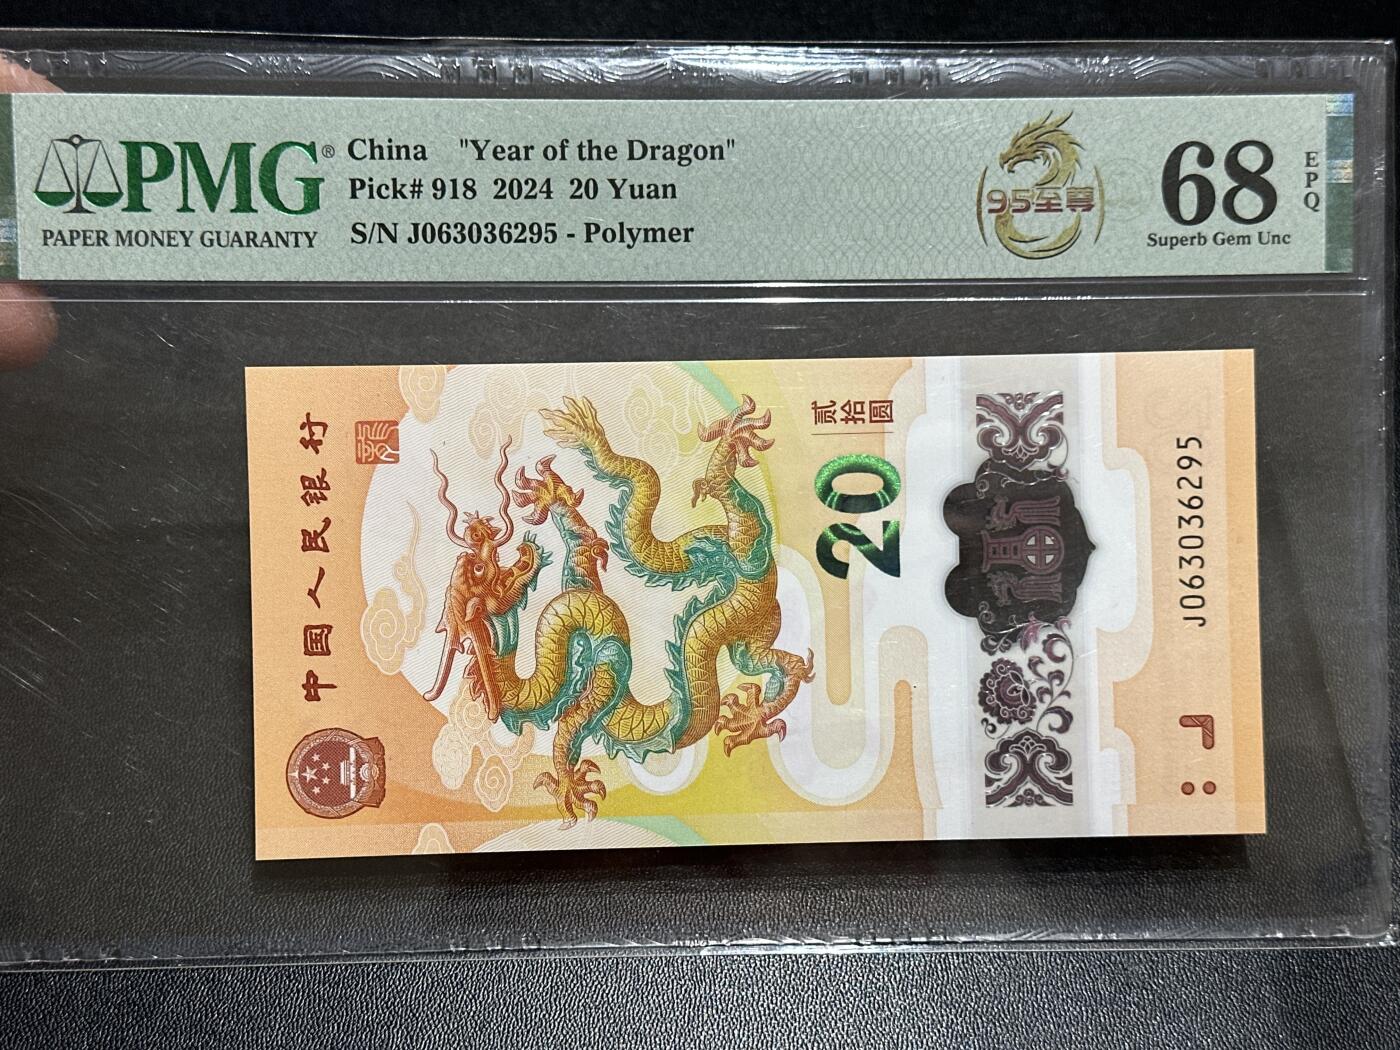 PMG®
PAPER MONEY GUARANTY
China "Year of the Dragon"
Pick# 918 2024 20 Yuan
S/N J063036295 - Polymer
95至尊
68
EPQ
Superb Gem Unc
中国人民银行
贰拾圆
20
J063036295